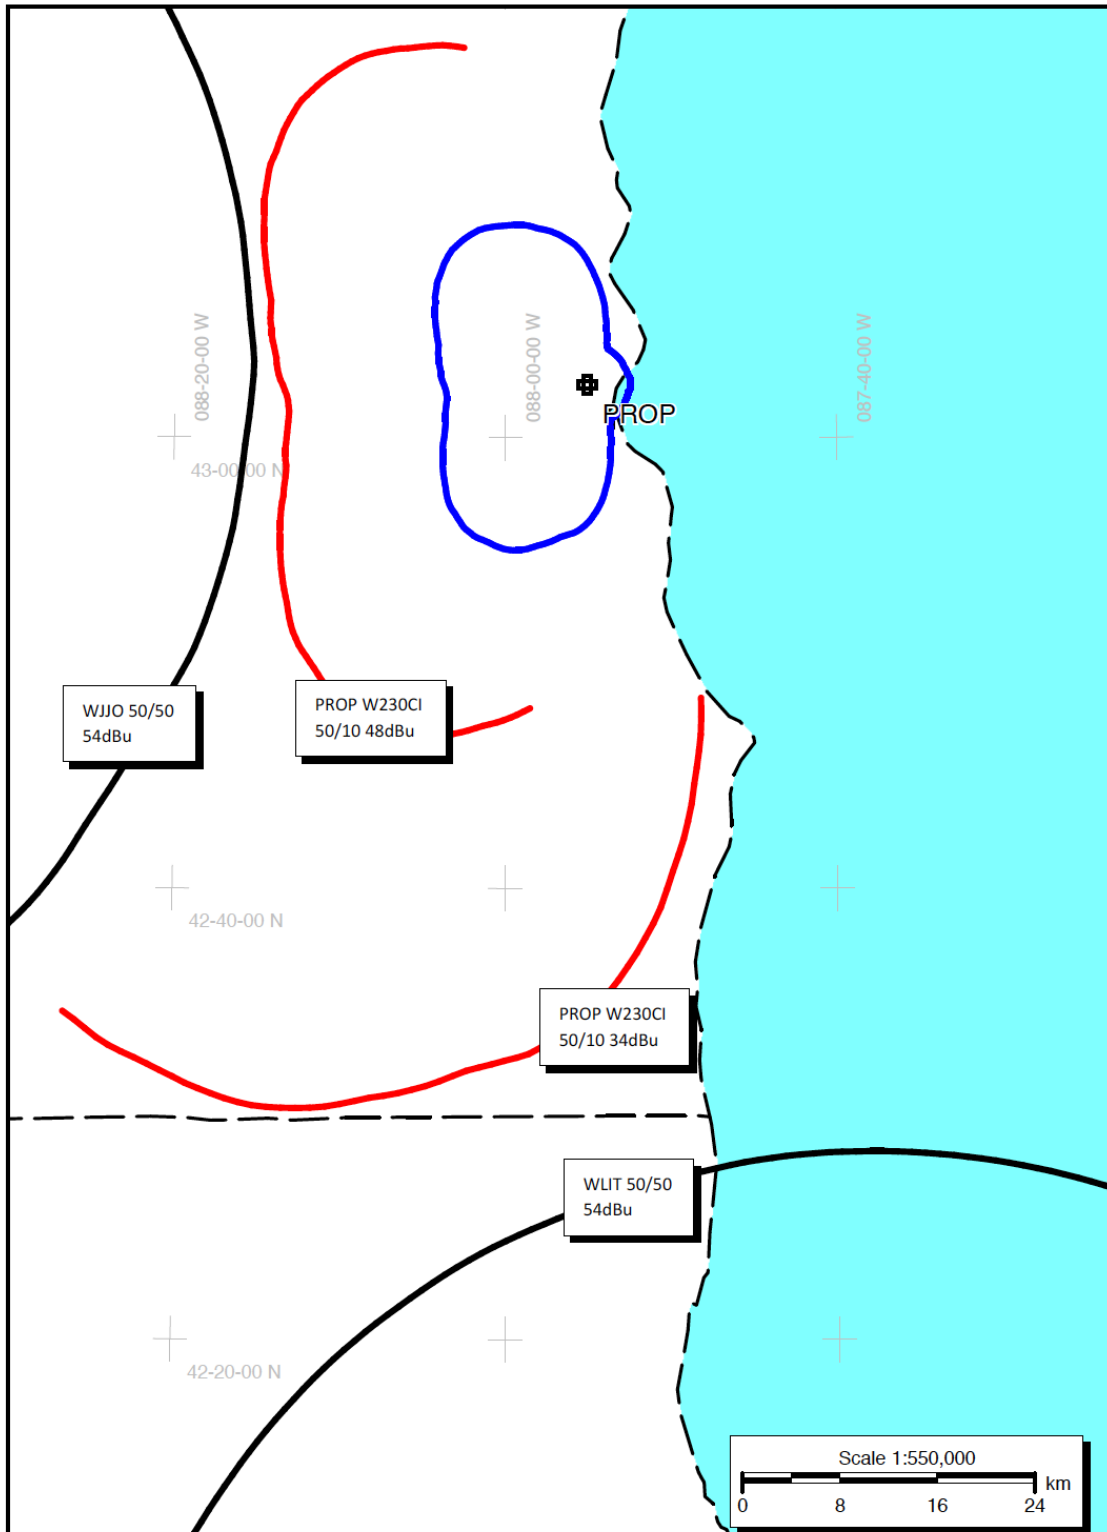 088-20-00 W
088-00-00 W
087-40-00 W
PROP
43-00-00 N
WJJO 50/50
54dBu
PROP W230CI
50/10 48dBu
42-40-00 N
PROP W230CI
50/10 34dBu
WLIT 50/50
54dBu
42-20-00 N
Scale 1:550,000
km
0 8 16 24